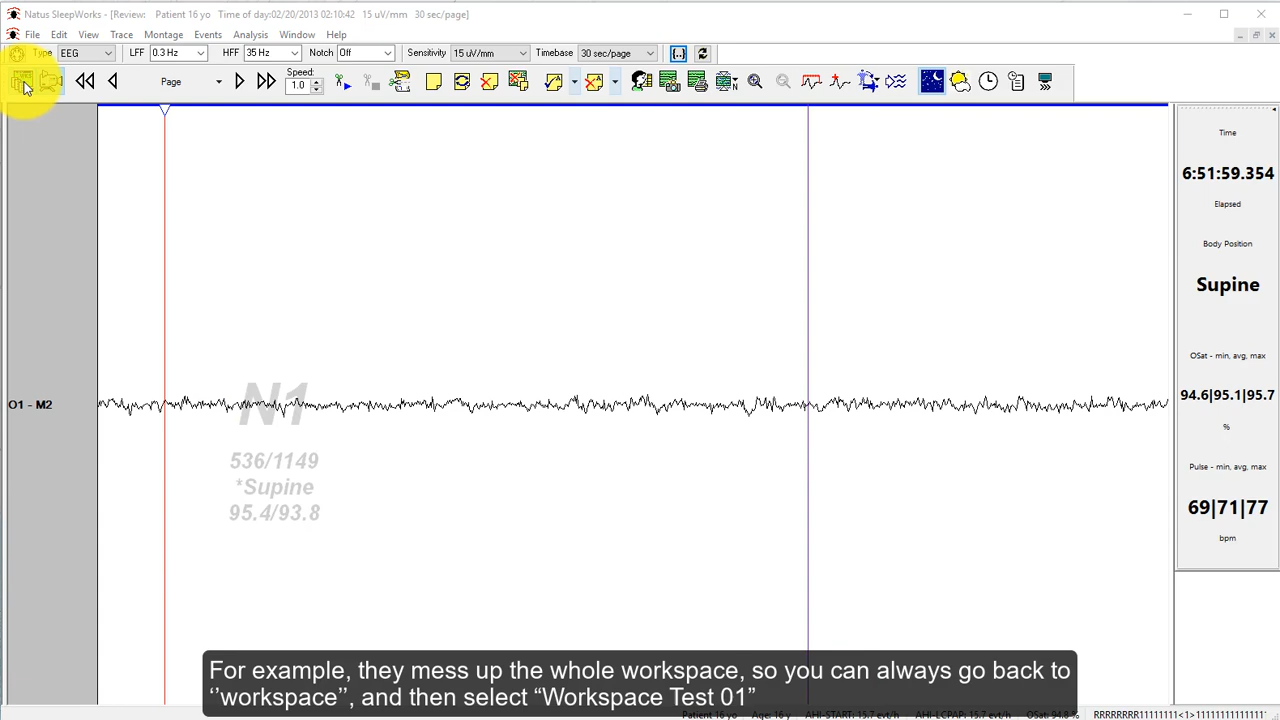 Natus SleepWorks - [Review: Patient 16 yo Time of day:02/20/2013 02:10:42 15 uV/mm 30 sec/page]
File Edit View Trace Montage Events Analysis Window Help
Type EEG LFF 0.3 Hz HFF 35 Hz Notch Off Sensitivity 15 uV/mm Timebase 30 sec/page
Page Speed: 1.0
Time
6:51:59.354
Elapsed
Body Position
Supine
OSat - min, avg, max
94.6|95.1|95.7
%
Pulse - min, avg, max
69|71|77
bpm
O1 - M2
N1
536/1149
*Supine
95.4/93.8
For example, they mess up the whole workspace, so you can always go back to
‘’workspace’’, and then select “Workspace Test 01”